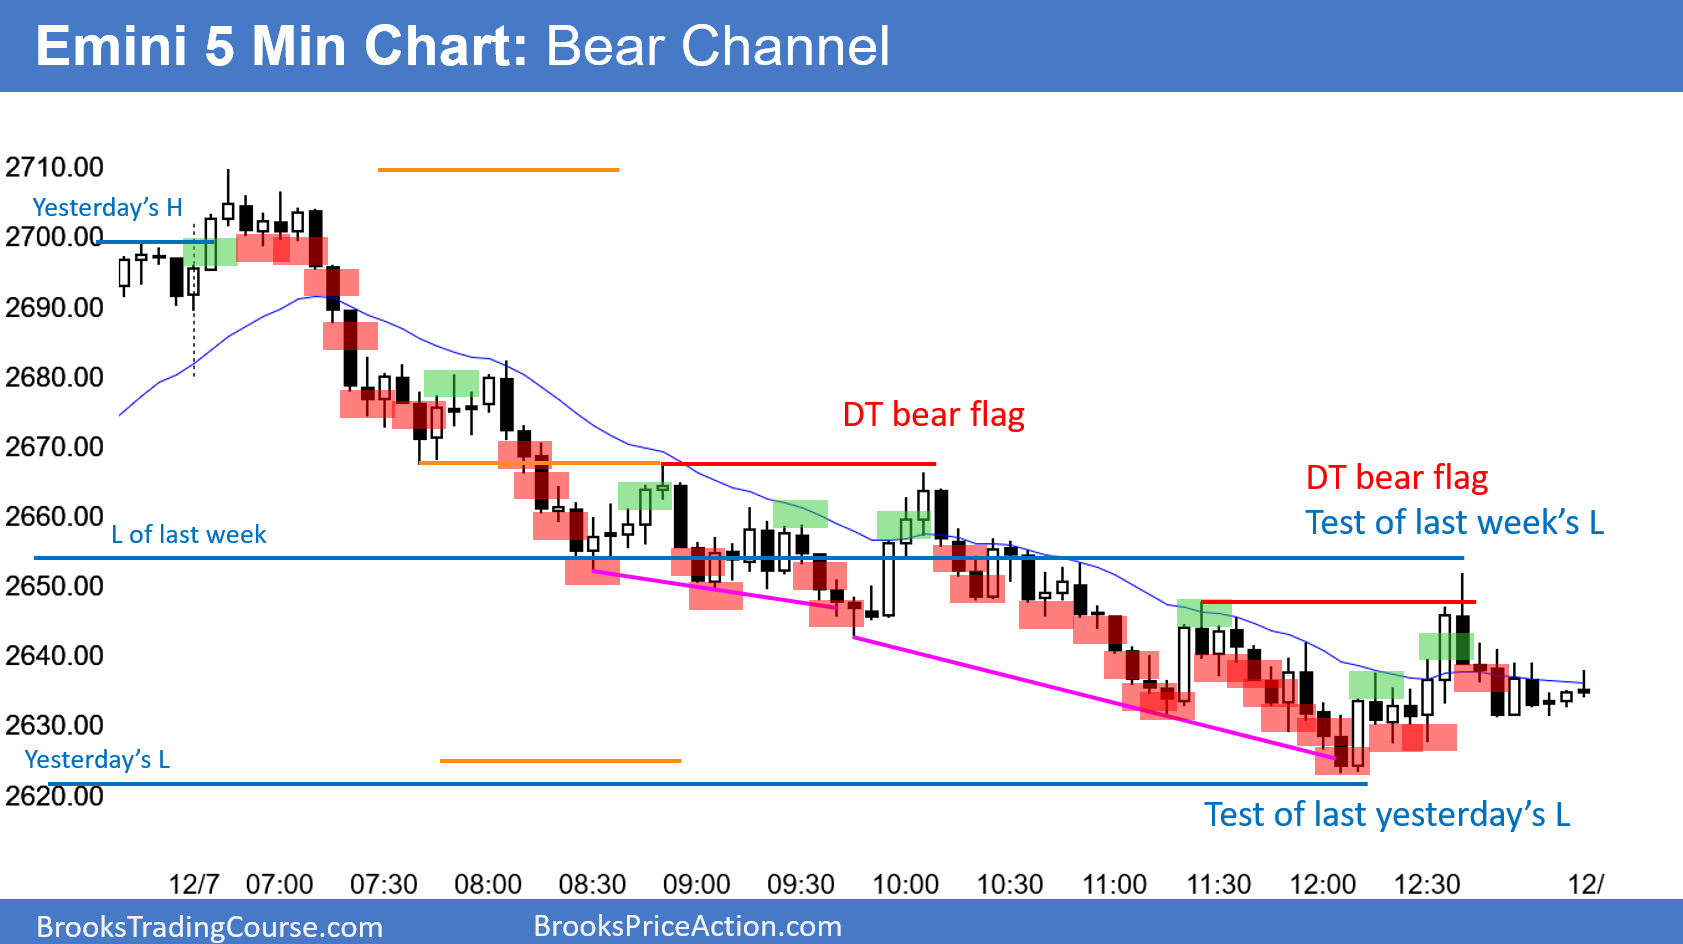 Emini 5 Min Chart: Bear Channel
2710.00
Yesterday's H
2700.00
2690.00
2680.00
2670.00
DT bear flag
DT bear flag
2660.00
Test of last week's L
L of last week
2650.00
2640.00
2630.00
Yesterday's L
2620.00
Test of last yesterday's L
12/7 07:00 07:30 08:00 08:30 09:00 09:30 10:00 10:30 11:00 11:30 12:00 12:30 12/
BrooksTradingCourse.com BrooksPriceAction.com